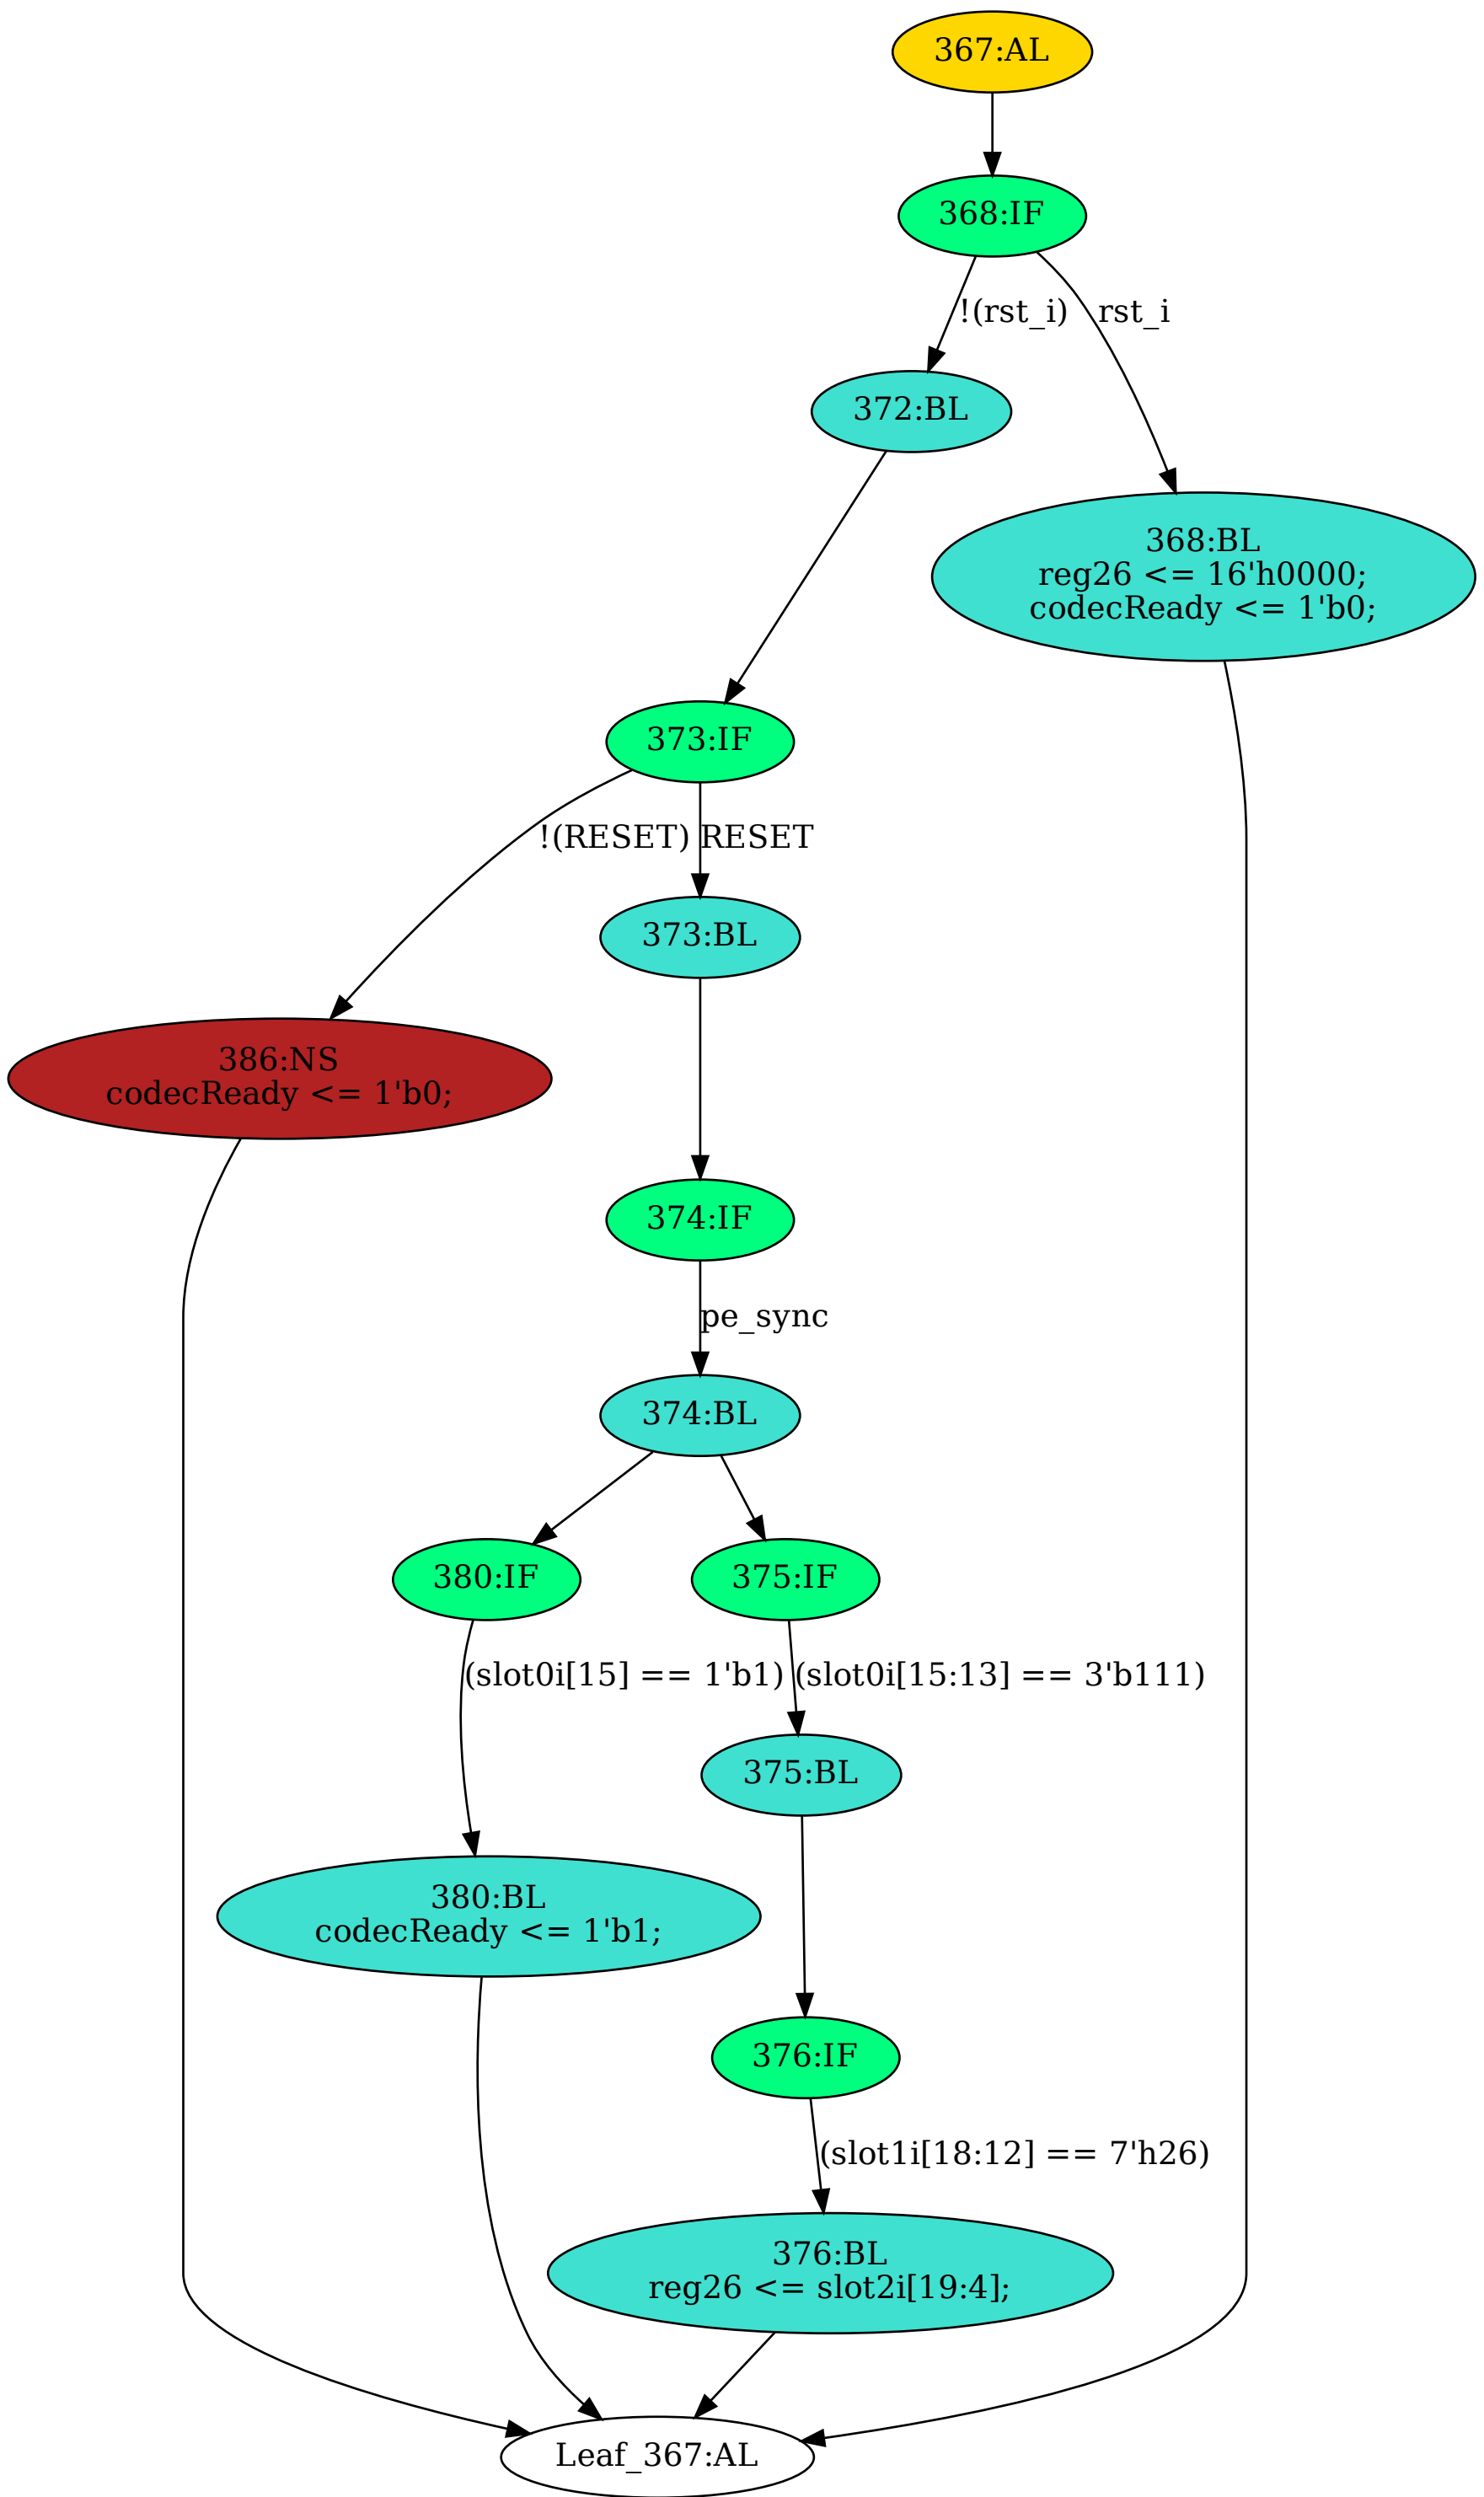 367:AL
368:IF
!(rst_i)
rst_i
372:BL
368:BL
reg26 <= 16'h0000;
codecReady <= 1'b0;
373:IF
!(RESET)
RESET
373:BL
386:NS
codecReady <= 1'b0;
374:IF
pe_sync
374:BL
380:IF
375:IF
(slot0i[15] == 1'b1)
(slot0i[15:13] == 3'b111)
375:BL
380:BL
codecReady <= 1'b1;
376:IF
(slot1i[18:12] == 7'h26)
376:BL
reg26 <= slot2i[19:4];
Leaf_367:AL